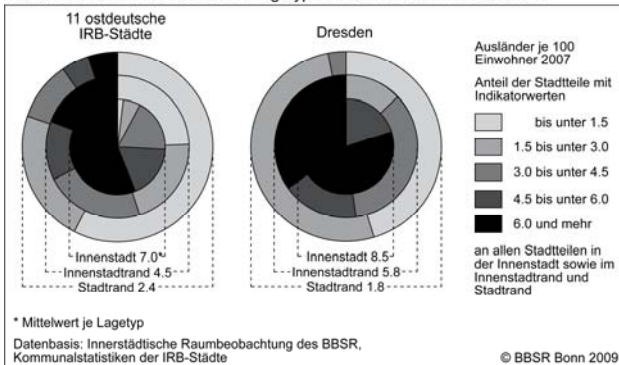 11 ostdeutsche
IRB-Städte
Dresden
Ausländer je 100
Einwohner 2007
Anteil der Stadtteile mit
Indikatorwerten
bis unter 1.5
1.5 bis unter 3.0
3.0 bis unter 4.5
4.5 bis unter 6.0
6.0 und mehr
an allen Stadtteilen in
der Innenstadt sowie im
Innenstadtrand und
Stadtrand
Innenstadt 7.0*
Innenstadtrand 4.5
Stadtrand 2.4
Innenstadt 8.5
Innenstadtrand 5.8
Stadtrand 1.8
* Mittelwert je Lagetyp
Datenbasis: Innerstädtische Raumbeobachtung des BBSR,
Kommunalstatistiken der IRB-Städte
© BBSR Bonn 2009